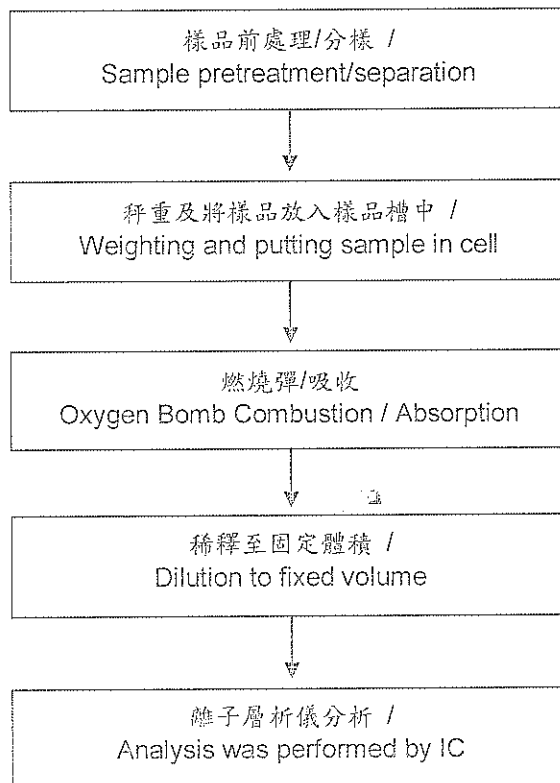 樣品前處理/分樣 /
Sample pretreatment/separation
秤重及將樣品放入樣品槽中 /
Weighting and putting sample in cell
燃燒彈/吸收
Oxygen Bomb Combustion / Absorption
稀釋至固定體積 /
Dilution to fixed volume
離子層析儀分析 /
Analysis was performed by IC